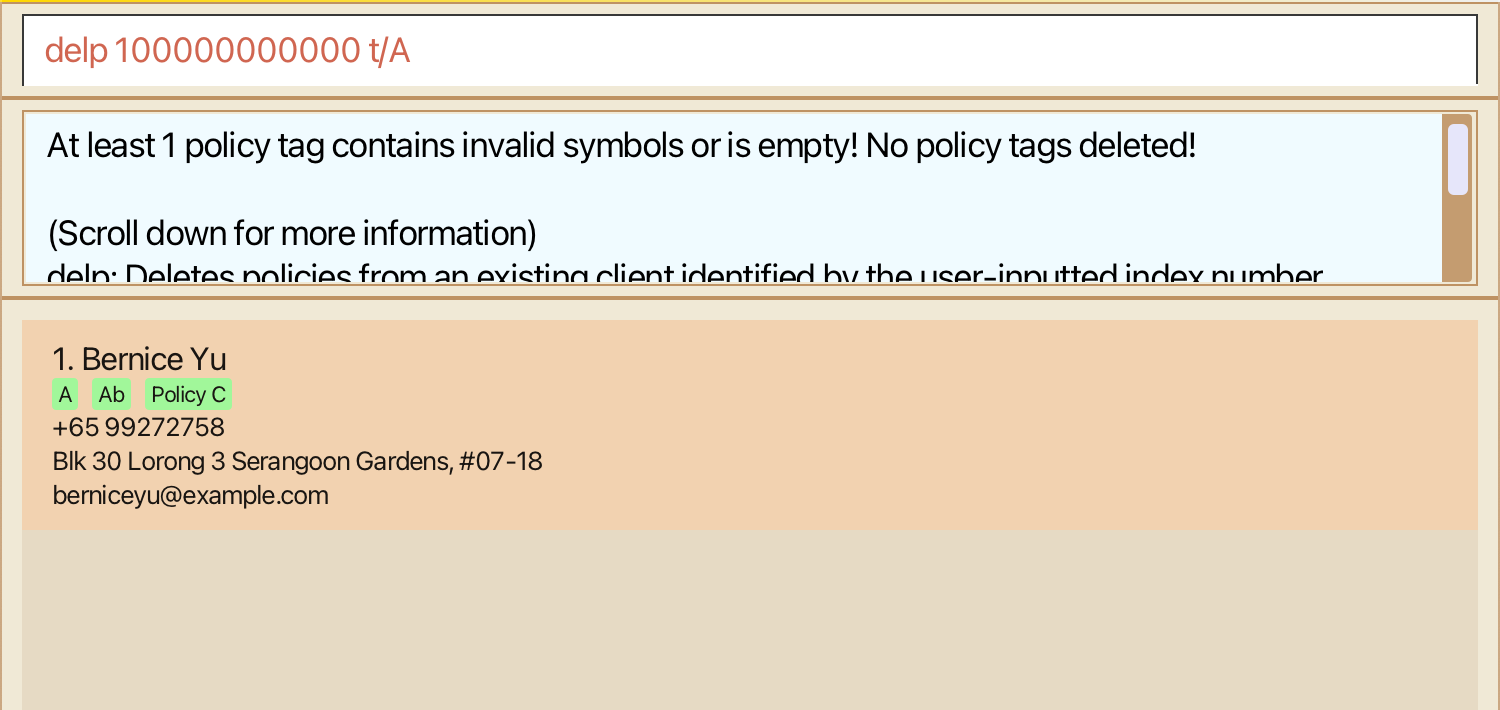 delp 100000000000 t/A
At least 1 policy tag contains invalid symbols or is empty! No policy tags deleted!
(Scroll down for more information)
delp: Deletes policies from an existing client identified by the user-inputted index number
1. Bernice Yu
A Ab Policy C
+65 99272758
Blk 30 Lorong 3 Serangoon Gardens, #07-18
berniceyu@example.com